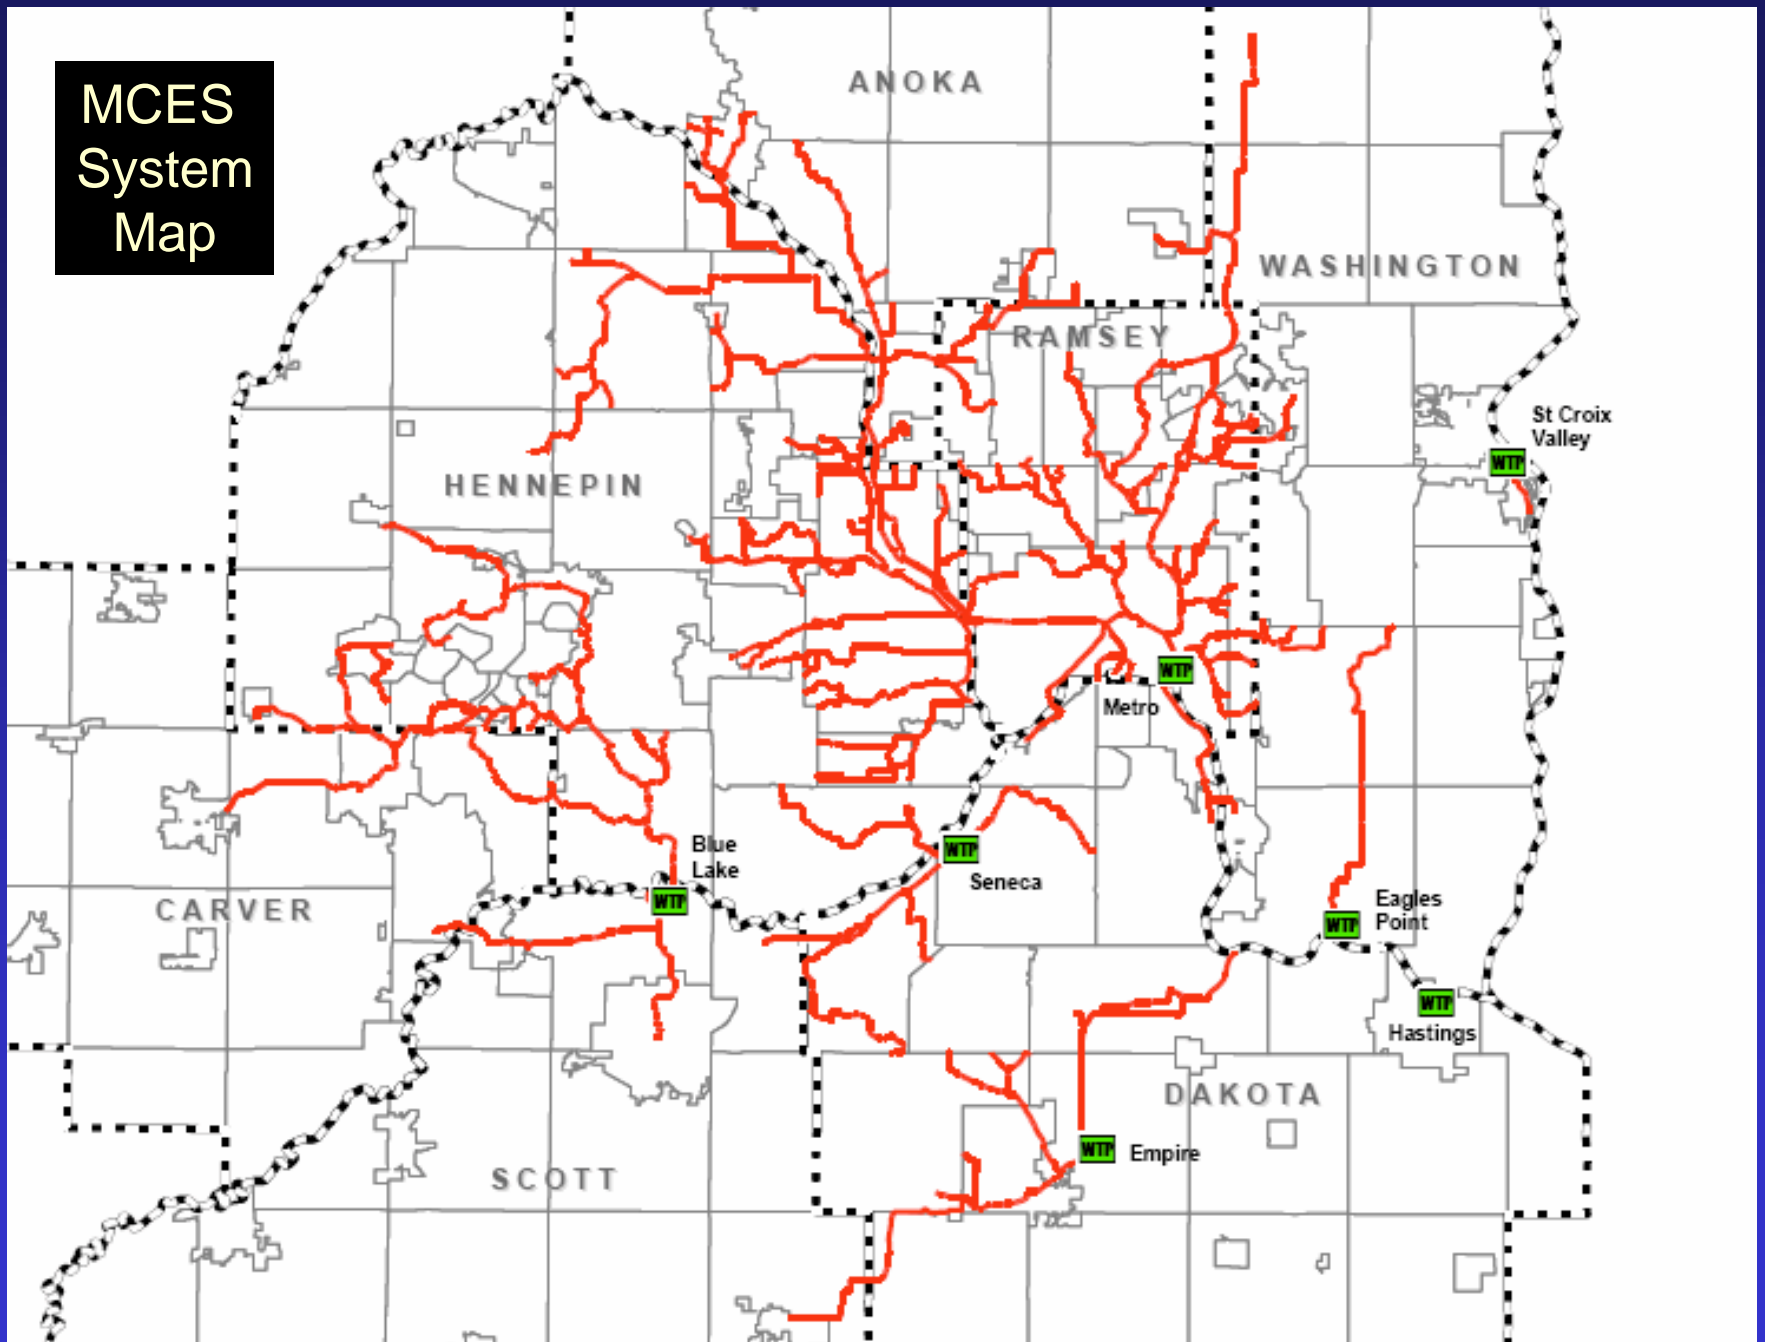 MCES
System
Map
ANOKA
WASHINGTON
RAMSEY
St Croix
Valley
WTP
HENNEPIN
WTP
Metro
Blue
Lake
WTP
WTP
Seneca
CARVER
Eagles
Point
WTP
WTP
Hastings
DAKOTA
WTP
Empire
SCOTT